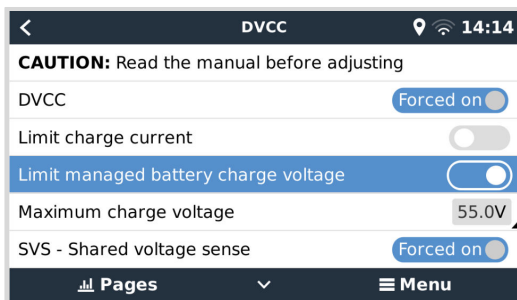 DVCC 14:14
CAUTION: Read the manual before adjusting
DVCC Forced on
Limit charge current
Limit managed battery charge voltage
Maximum charge voltage 55.0V
SVS - Shared voltage sense Forced on
Pages Menu